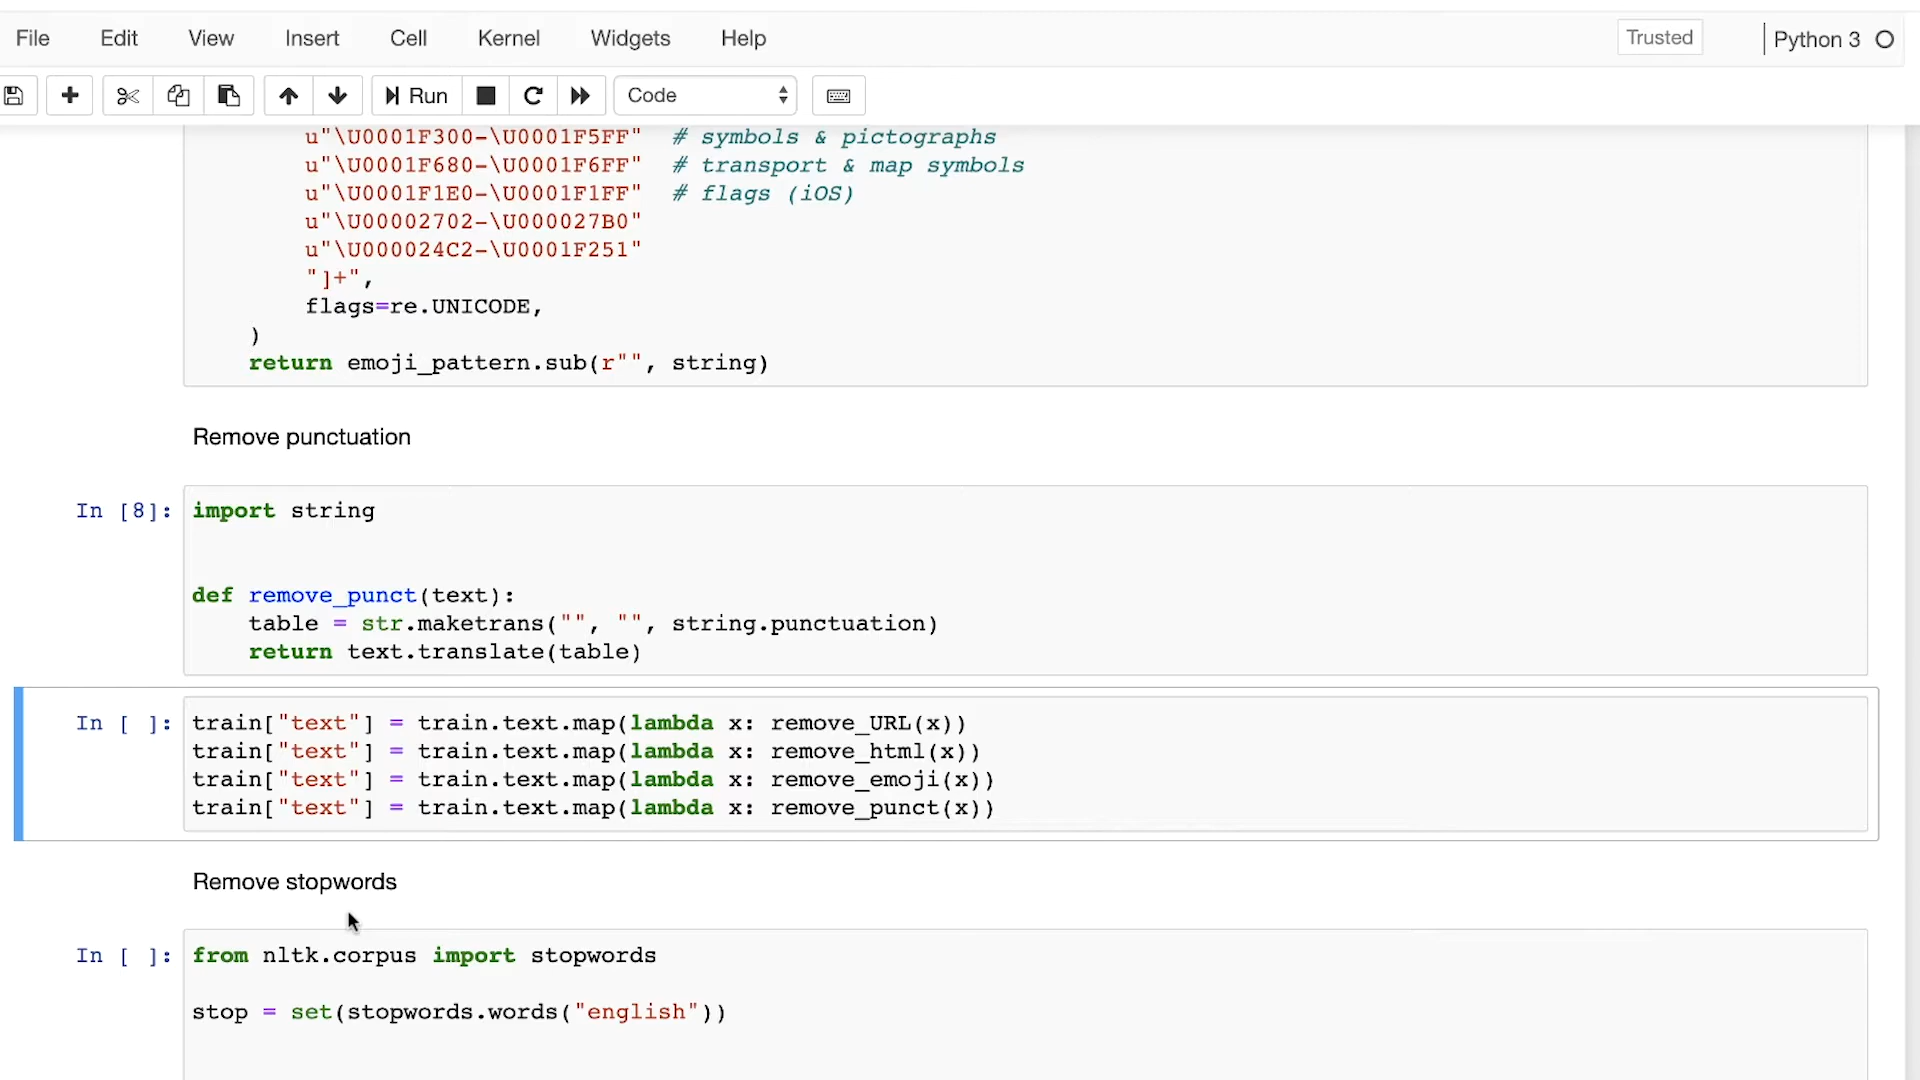 File Edit View Insert Cell Kernel Widgets Help Trusted Python 3
Run Code
u"\U0001F300-\U0001F5FF" # symbols & pictographs
u"\U0001F680-\U0001F6FF" # transport & map symbols
u"\U0001F1E0-\U0001F1FF" # flags (iOS)
u"\U00002702-\U000027B0"
u"\U000024C2-\U0001F251"
"]+",
flags=re.UNICODE,
)
return emoji_pattern.sub(r"", string)
Remove punctuation
In [8]: import string
def remove_punct(text):
table = str.maketrans("", "", string.punctuation)
return text.translate(table)
In [ ]: train["text"] = train.text.map(lambda x: remove_URL(x))
train["text"] = train.text.map(lambda x: remove_html(x))
train["text"] = train.text.map(lambda x: remove_emoji(x))
train["text"] = train.text.map(lambda x: remove_punct(x))
Remove stopwords
In [ ]: from nltk.corpus import stopwords
stop = set(stopwords.words("english"))